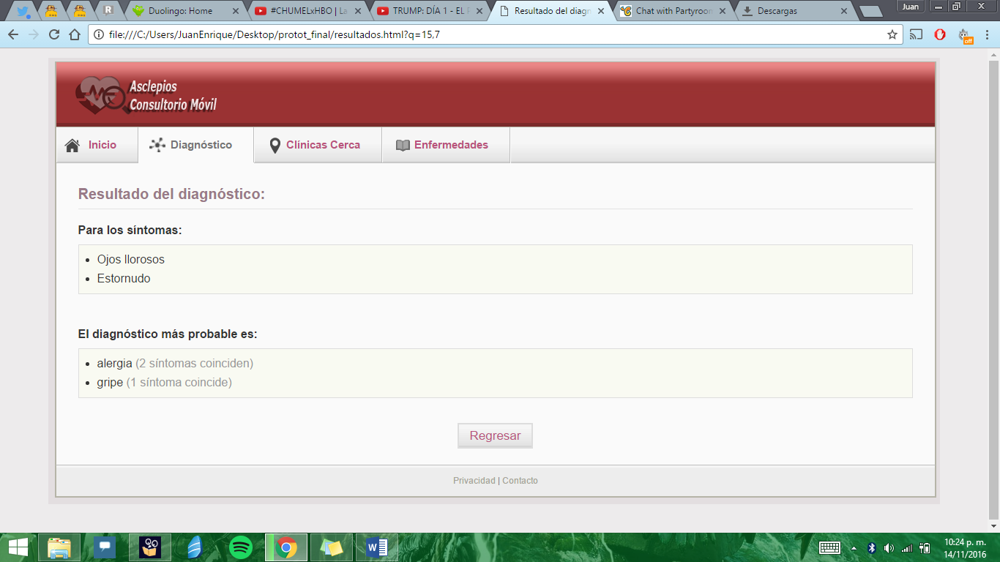 Duolingo: Home
#CHUMELxHBO | La
TRUMP: DÍA 1 - EL
Resultado del diagn
Chat with Partyroom
Descargas
Juan
file:///C:/Users/JuanEnrique/Desktop/protot_final/resultados.html?q=15,7
off
Asclepios
Consultorio Móvil
Inicio
Diagnóstico
Clínicas Cerca
Enfermedades
Resultado del diagnóstico:
Para los síntomas:
Ojos llorosos
Estornudo
El diagnóstico más probable es:
alergia (2 síntomas coinciden)
gripe (1 síntoma coincide)
Regresar
Privacidad | Contacto
10:24 p. m.
14/11/2016